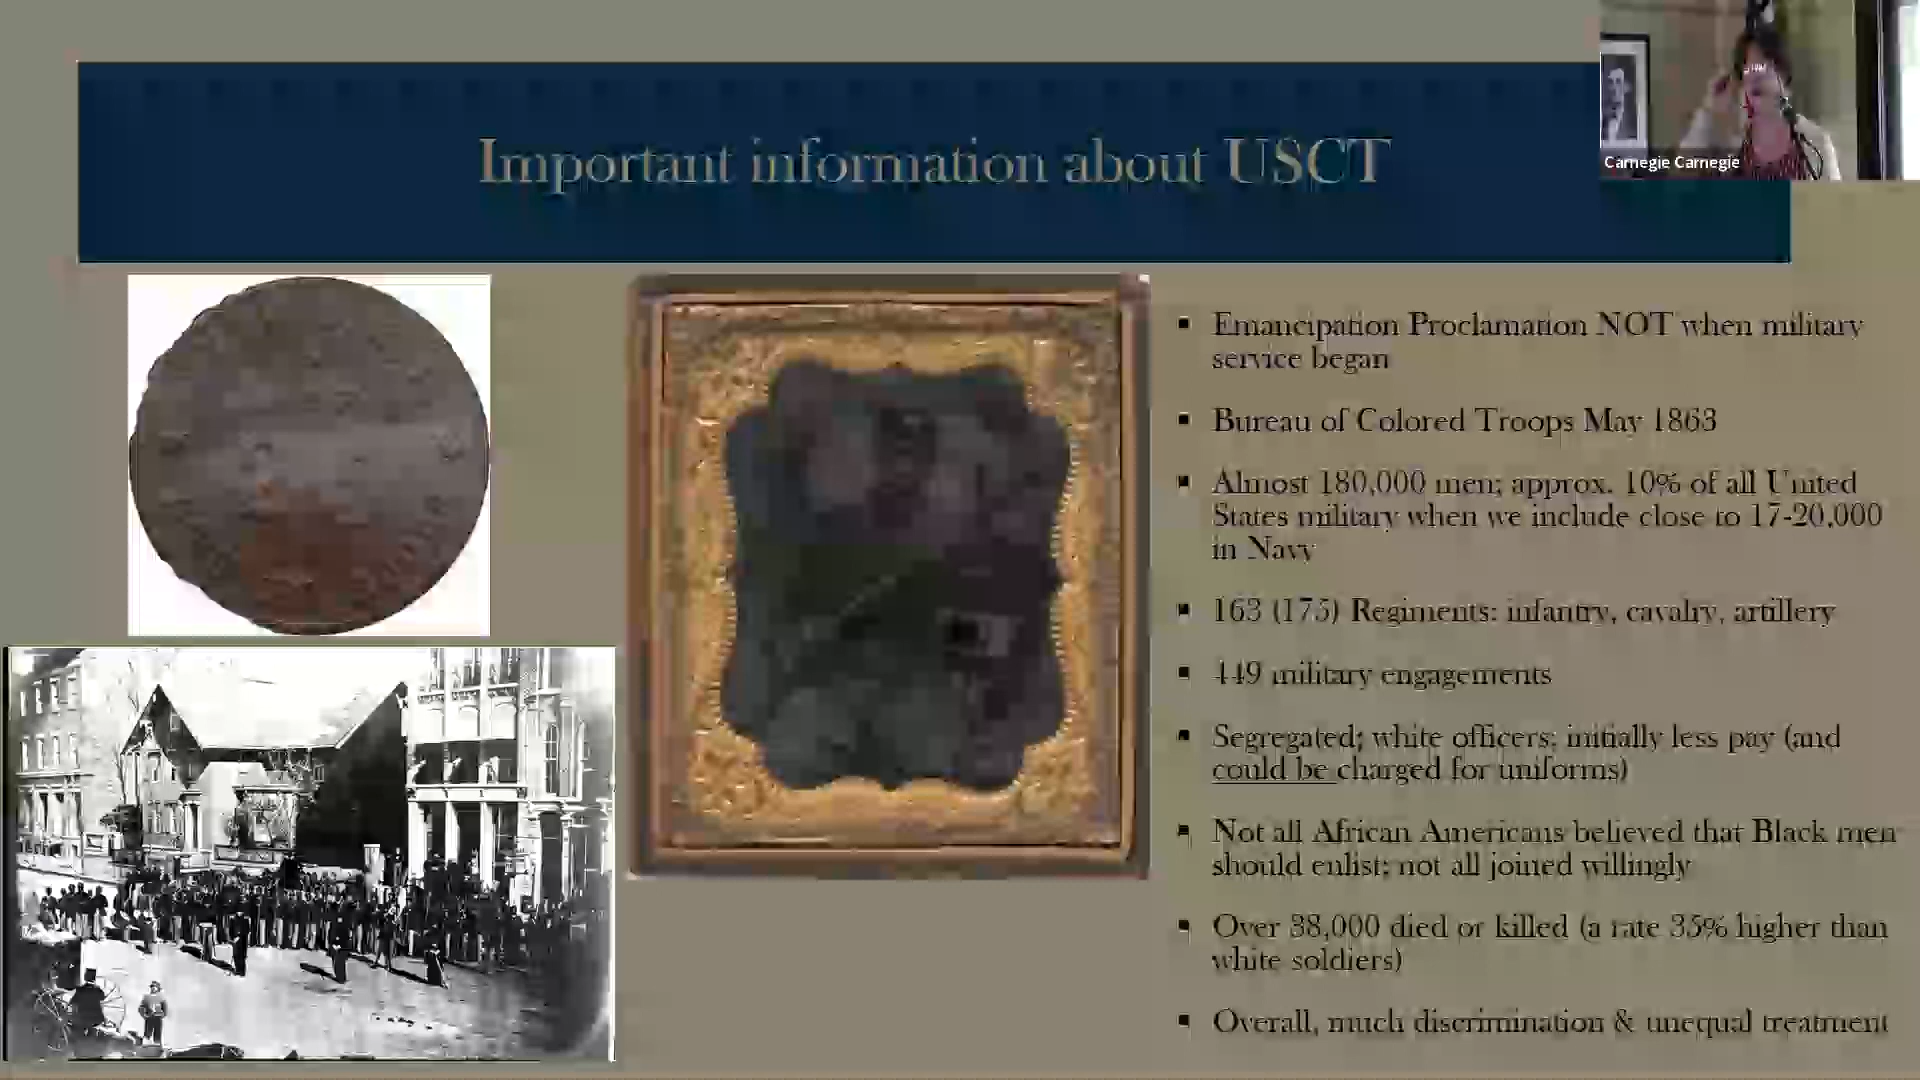 Important information about USCT
Carnegie Carnegie
Emancipation Proclamation NOT when military
service began
Bureau of Colored Troops May 1863
Almost 180,000 men; approx. 10% of all United
States military when we include close to 17-20,000
in Navy
163 (175) Regiments: infantry, cavalry, artillery
449 military engagements
Segregated; white officers; initially less pay (and
could be charged for uniforms)
Not all African Americans believed that Black men
should enlist; not all joined willingly
Over 38,000 died or killed (a rate 35% higher than
white soldiers)
Overall, much discrimination & unequal treatment